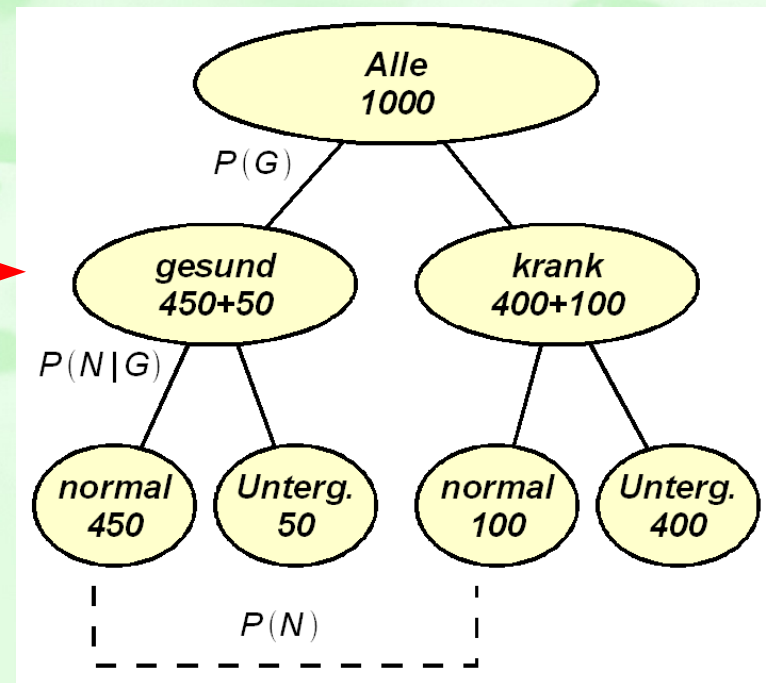 Alle
1000
P(G)
gesund
450+50
krank
400+100
P(N|G)
normal
450
Unterg.
50
normal
100
Unterg.
400
P(N)